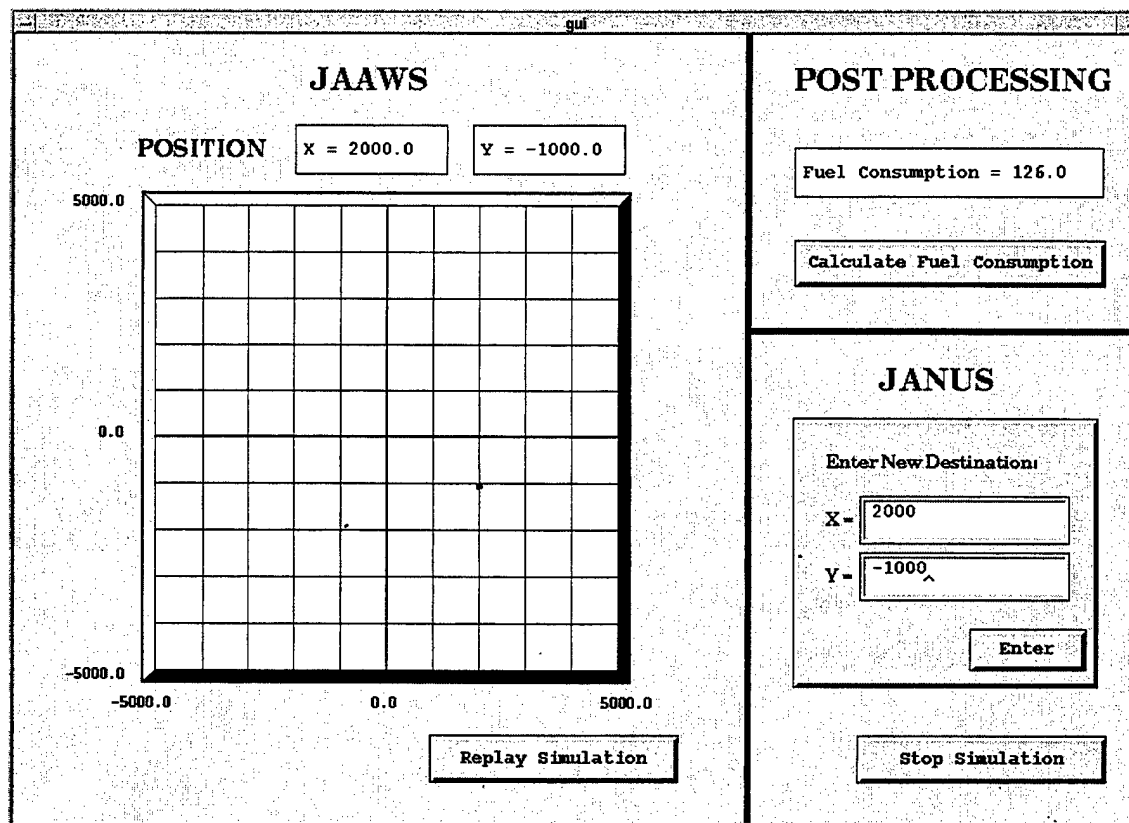 gui
JAAWS
POSITION
X = 2000.0
Y = -1000.0
5000.0
0.0
-5000.0
-5000.0
0.0
5000.0
Replay Simulation
POST PROCESSING
Fuel Consumption = 126.0
Calculate Fuel Consumption
JANUS
Enter New Destination:
X= 2000
Y= -1000^
Enter
Stop Simulation